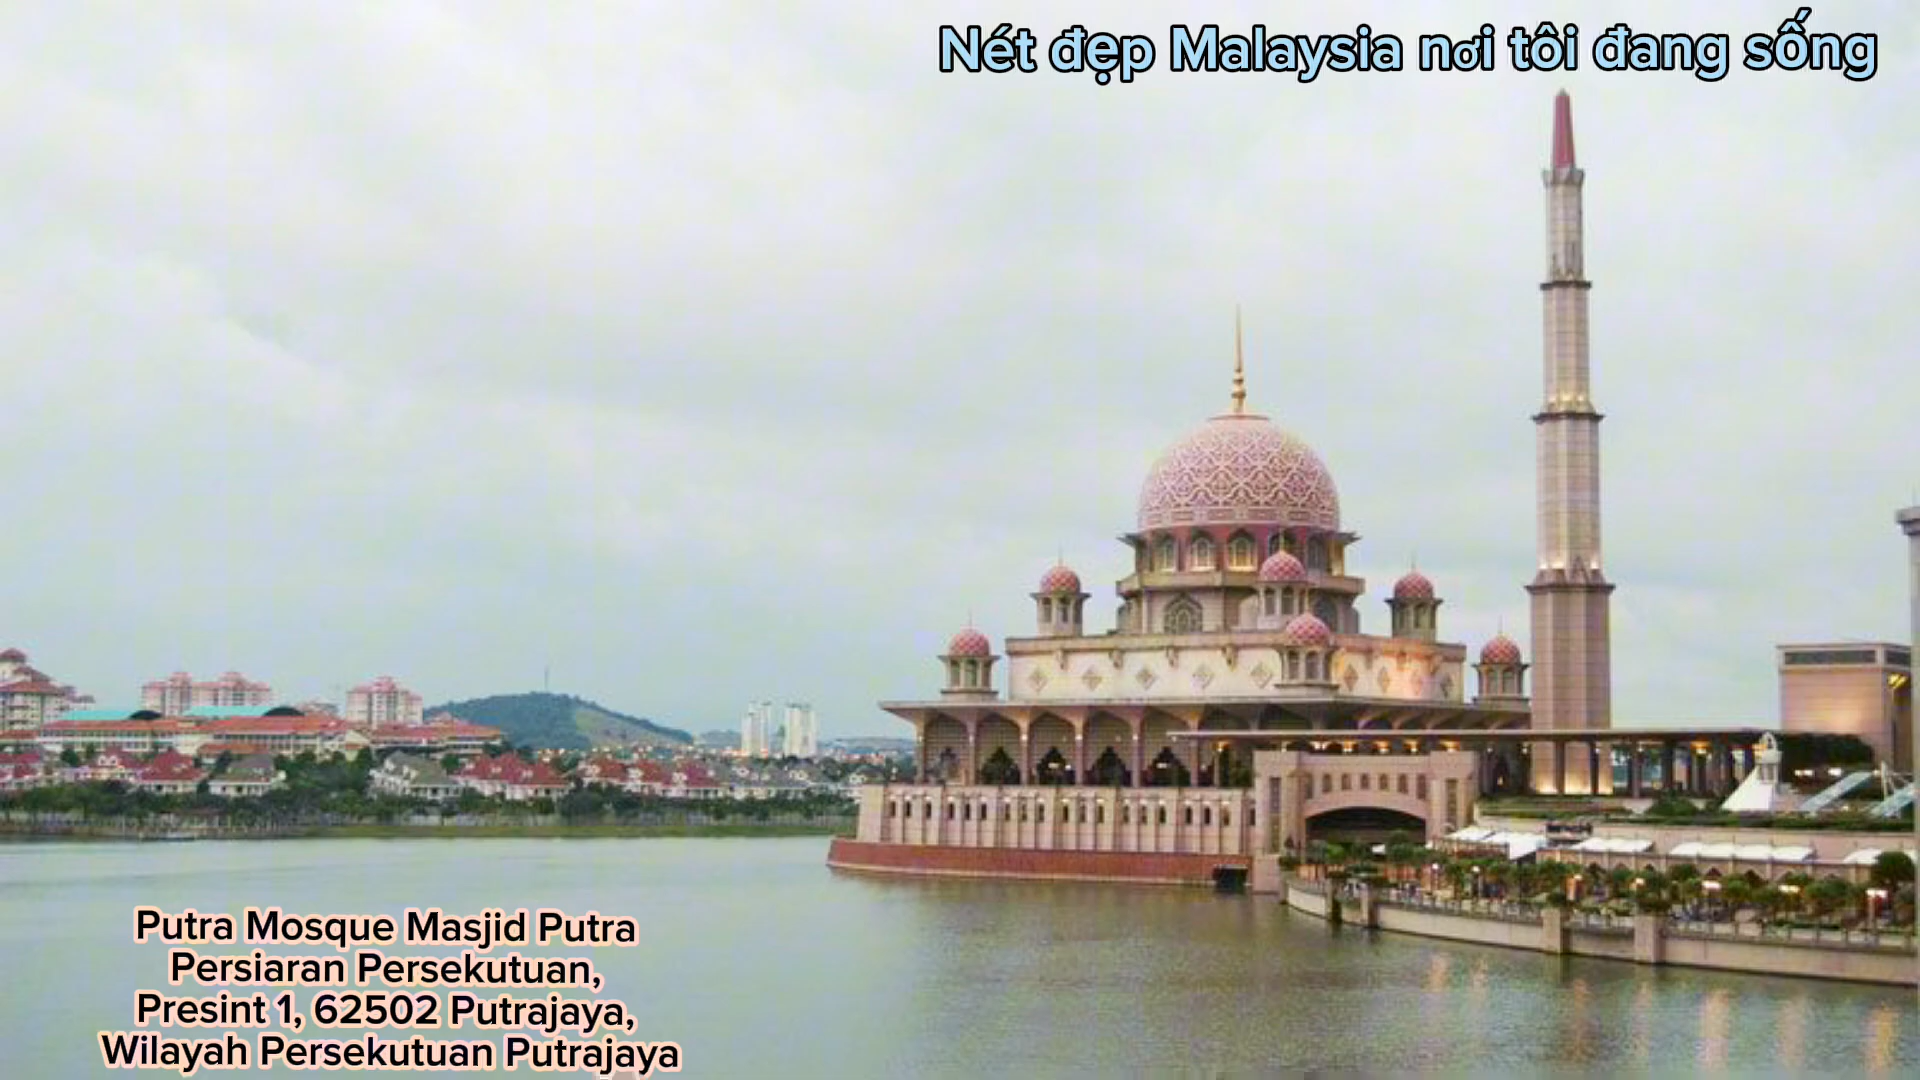 Nét đẹp Malaysia nơi tôi đang sống
Putra Mosque Masjid Putra
Persiaran Persekutuan,
Presint 1, 62502 Putrajaya,
Wilayah Persekutuan Putrajaya